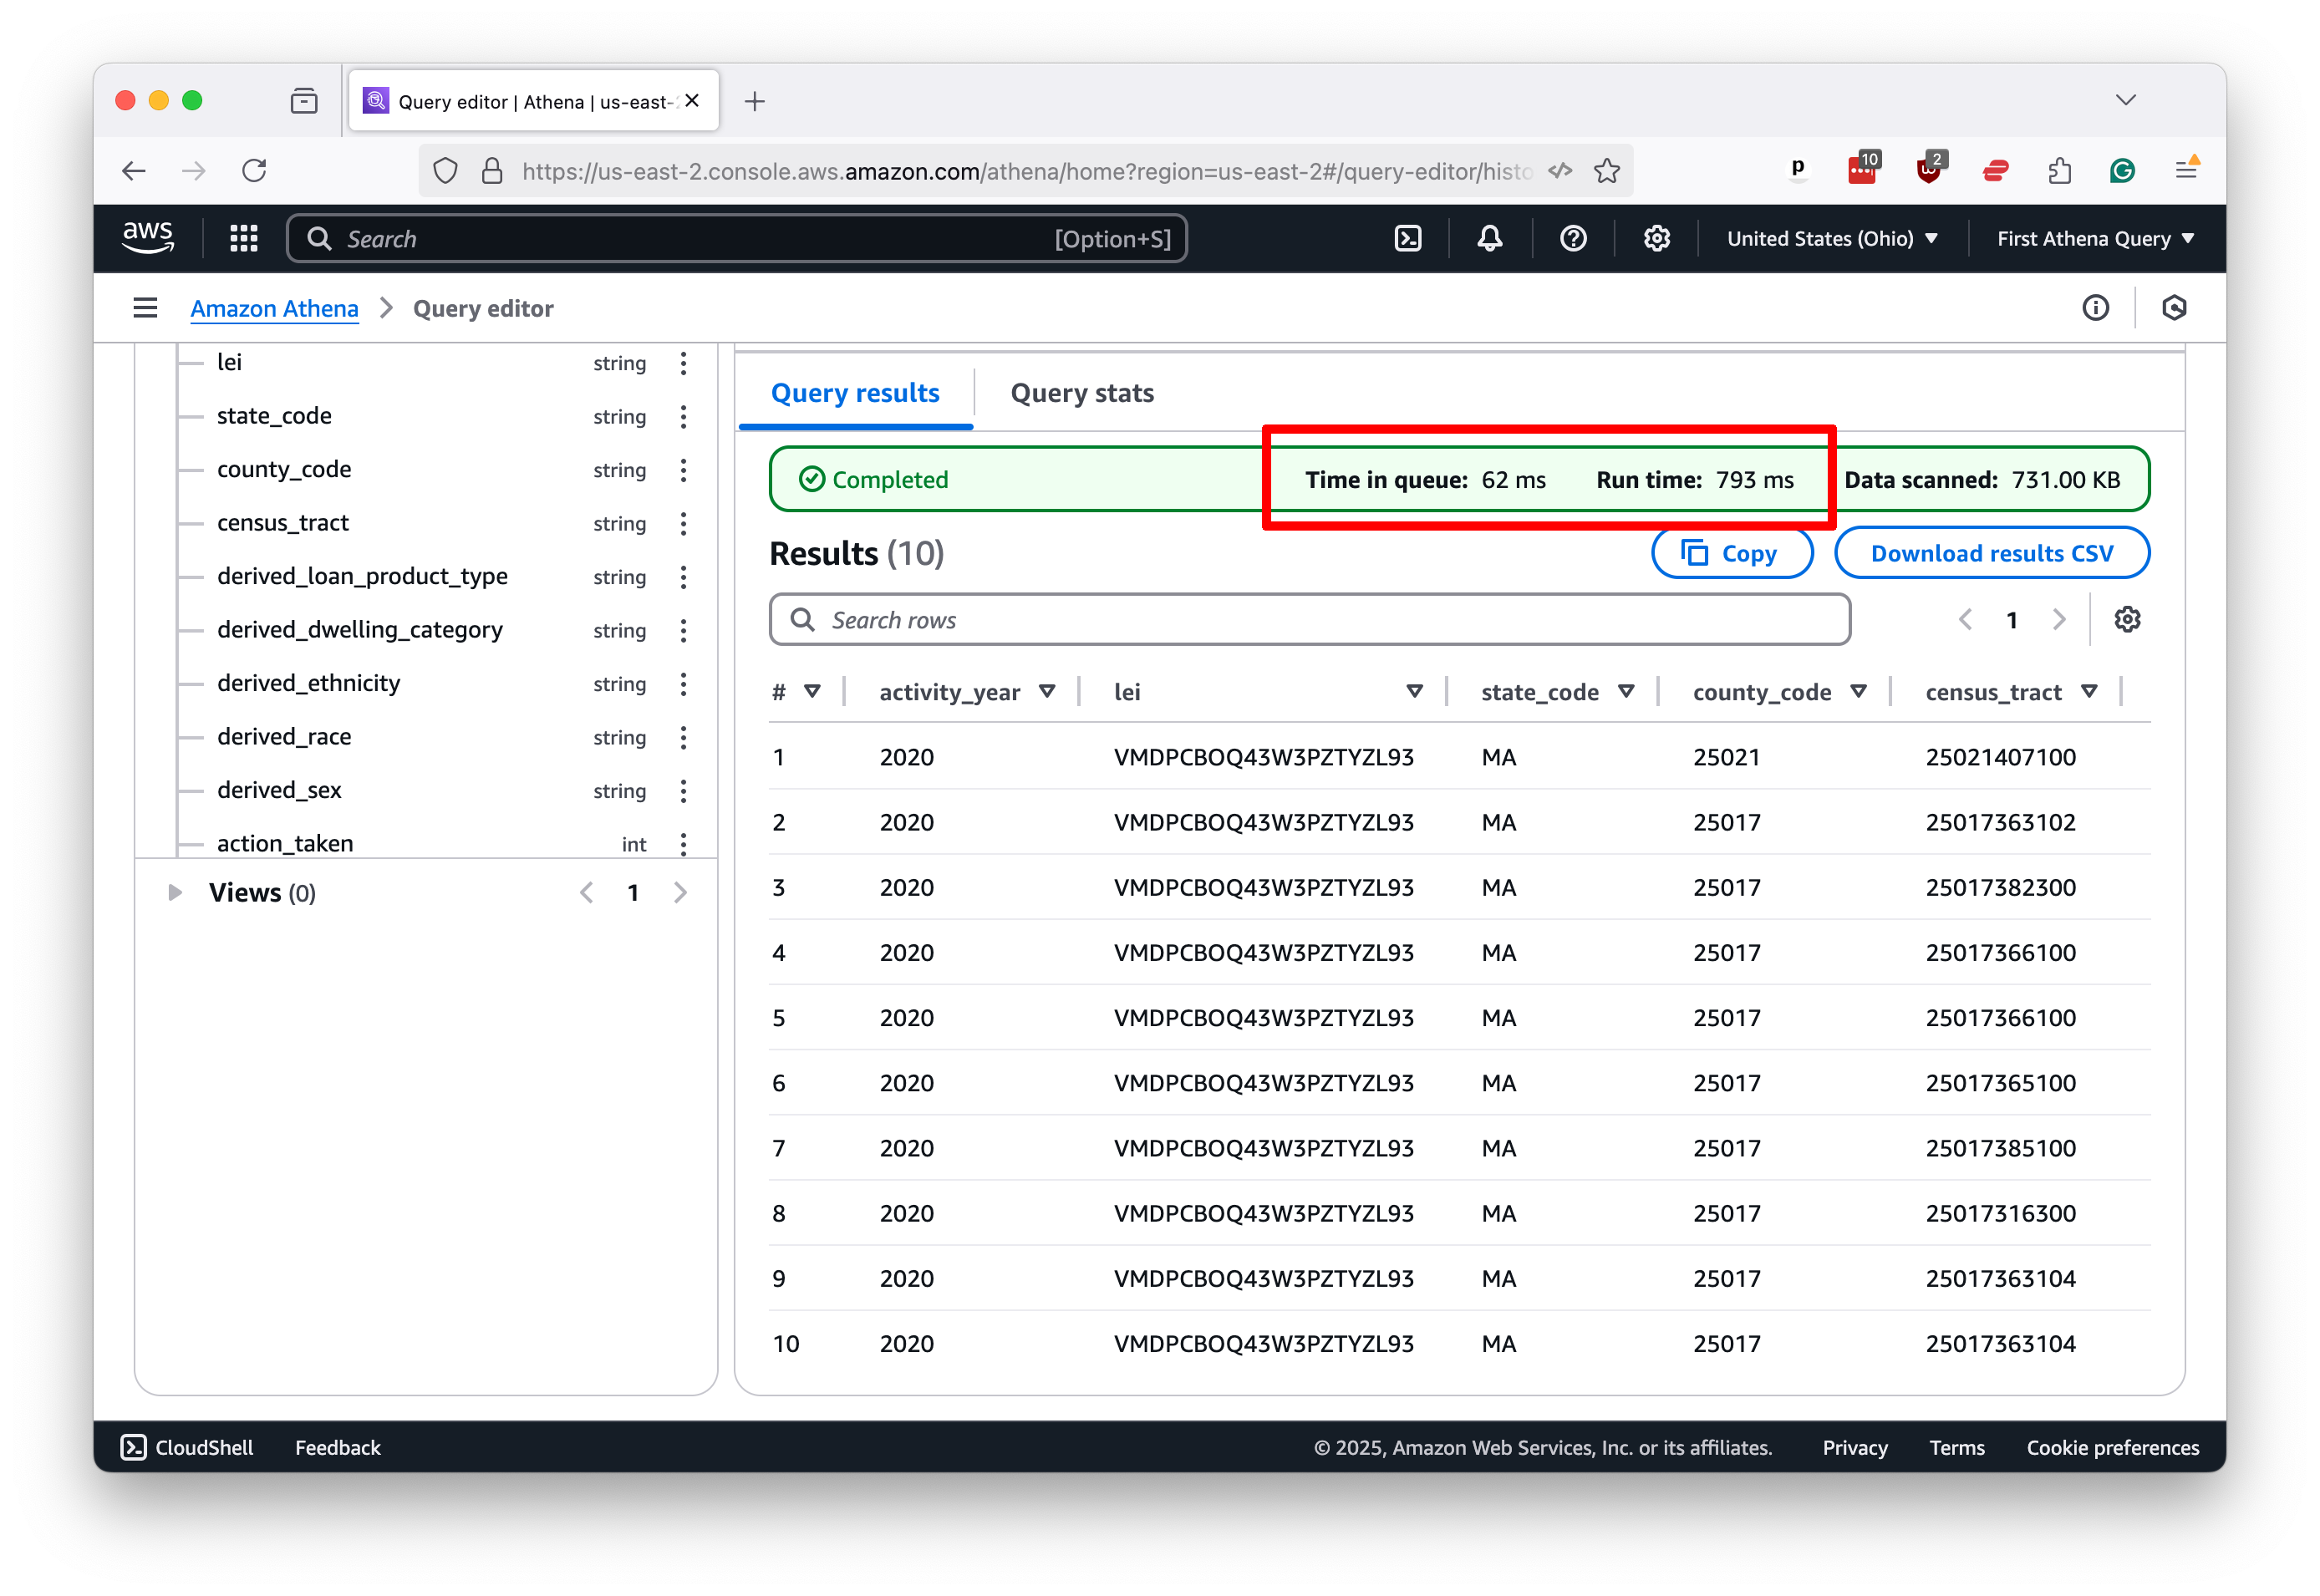 Query editor | Athena | us-east-
https://us-east-2.console.aws.amazon.com/athena/home?region=us-east-2#/query-editor/histo
p
10
2
aws
Search
[Option+S]
United States (Ohio)
First Athena Query
Amazon Athena
Query editor
lei string
state_code string
county_code string
census_tract string
derived_loan_product_type string
derived_dwelling_category string
derived_ethnicity string
derived_race string
derived_sex string
action_taken int
Views (0)
1
Query results
Query stats
Completed
Time in queue: 62 ms
Run time: 793 ms
Data scanned: 731.00 KB
Results (10)
Copy
Download results CSV
Search rows
1
# activity_year lei state_code county_code census_tract
1 2020 VMDPCBOQ43W3PZTYZL93 MA 25021 25021407100
2 2020 VMDPCBOQ43W3PZTYZL93 MA 25017 25017363102
3 2020 VMDPCBOQ43W3PZTYZL93 MA 25017 25017382300
4 2020 VMDPCBOQ43W3PZTYZL93 MA 25017 25017366100
5 2020 VMDPCBOQ43W3PZTYZL93 MA 25017 25017366100
6 2020 VMDPCBOQ43W3PZTYZL93 MA 25017 25017365100
7 2020 VMDPCBOQ43W3PZTYZL93 MA 25017 25017385100
8 2020 VMDPCBOQ43W3PZTYZL93 MA 25017 25017316300
9 2020 VMDPCBOQ43W3PZTYZL93 MA 25017 25017363104
10 2020 VMDPCBOQ43W3PZTYZL93 MA 25017 25017363104
CloudShell
Feedback
© 2025, Amazon Web Services, Inc. or its affiliates.
Privacy
Terms
Cookie preferences